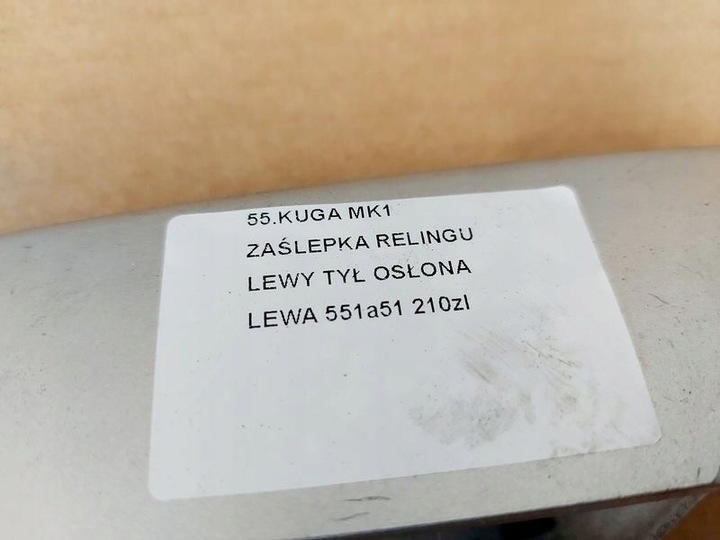 55.KUGA MK1
ZAŚLEPKA RELINGU
LEWY TYŁ OSŁONA
LEWA 551a51 210zl